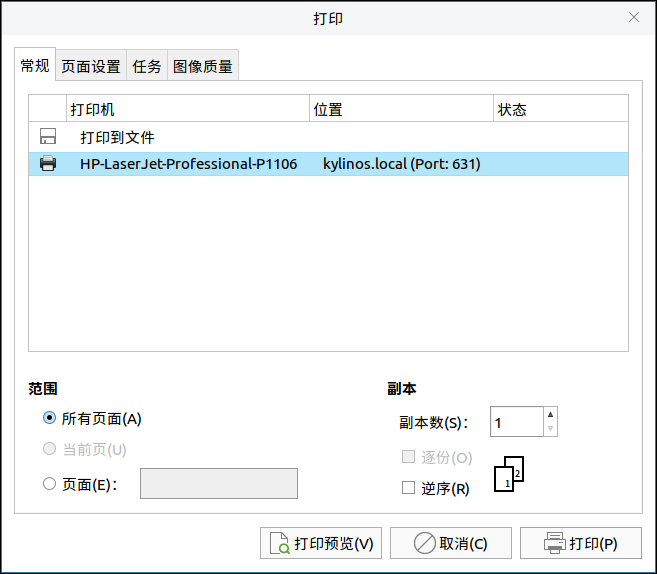 打印
常规 页面设置 任务 图像质量
打印机 位置 状态
打印到文件
HP-LaserJet-Professional-P1106 kylinos.local (Port: 631)
范围 副本
所有页面(A) 副本数(S)： 1
当前页(U) 逐份(O)
页面(E)： 逆序(R) 1 2
打印预览(V) 取消(C) 打印(P)